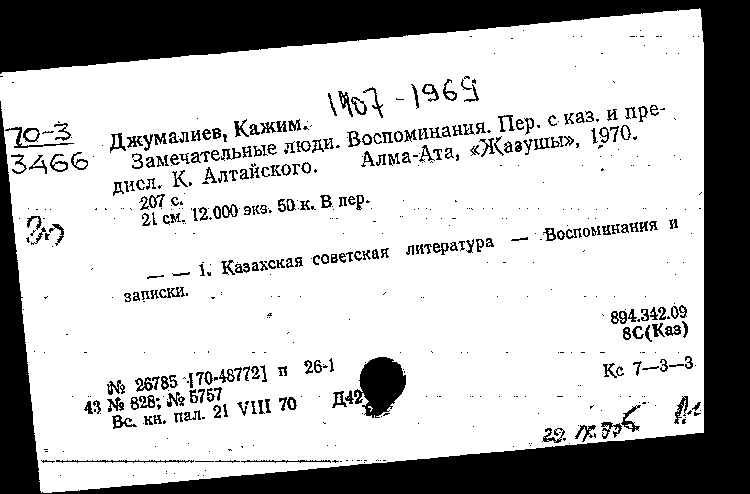 1907-1969
70-3
3466
Джумалиев, Кажим.
Замечательные люди. Воспоминания. Пер. с каз. и пре-
дисл. К. Алтайского. Алма-Ата, «Жазушы», 1970.
207 с.
21 см. 12.000 экз. 50 к. В пер.
— — 1. Казахская советская литература — Воспоминания и
записки.
894.342.09
8С(Каз)
№ 26785 [70-48772] п 26-1
Кс 7—3—3
43 № 828; № 5757
Вс. кн. пал. 21 VIII 70 Д42
29. IX.